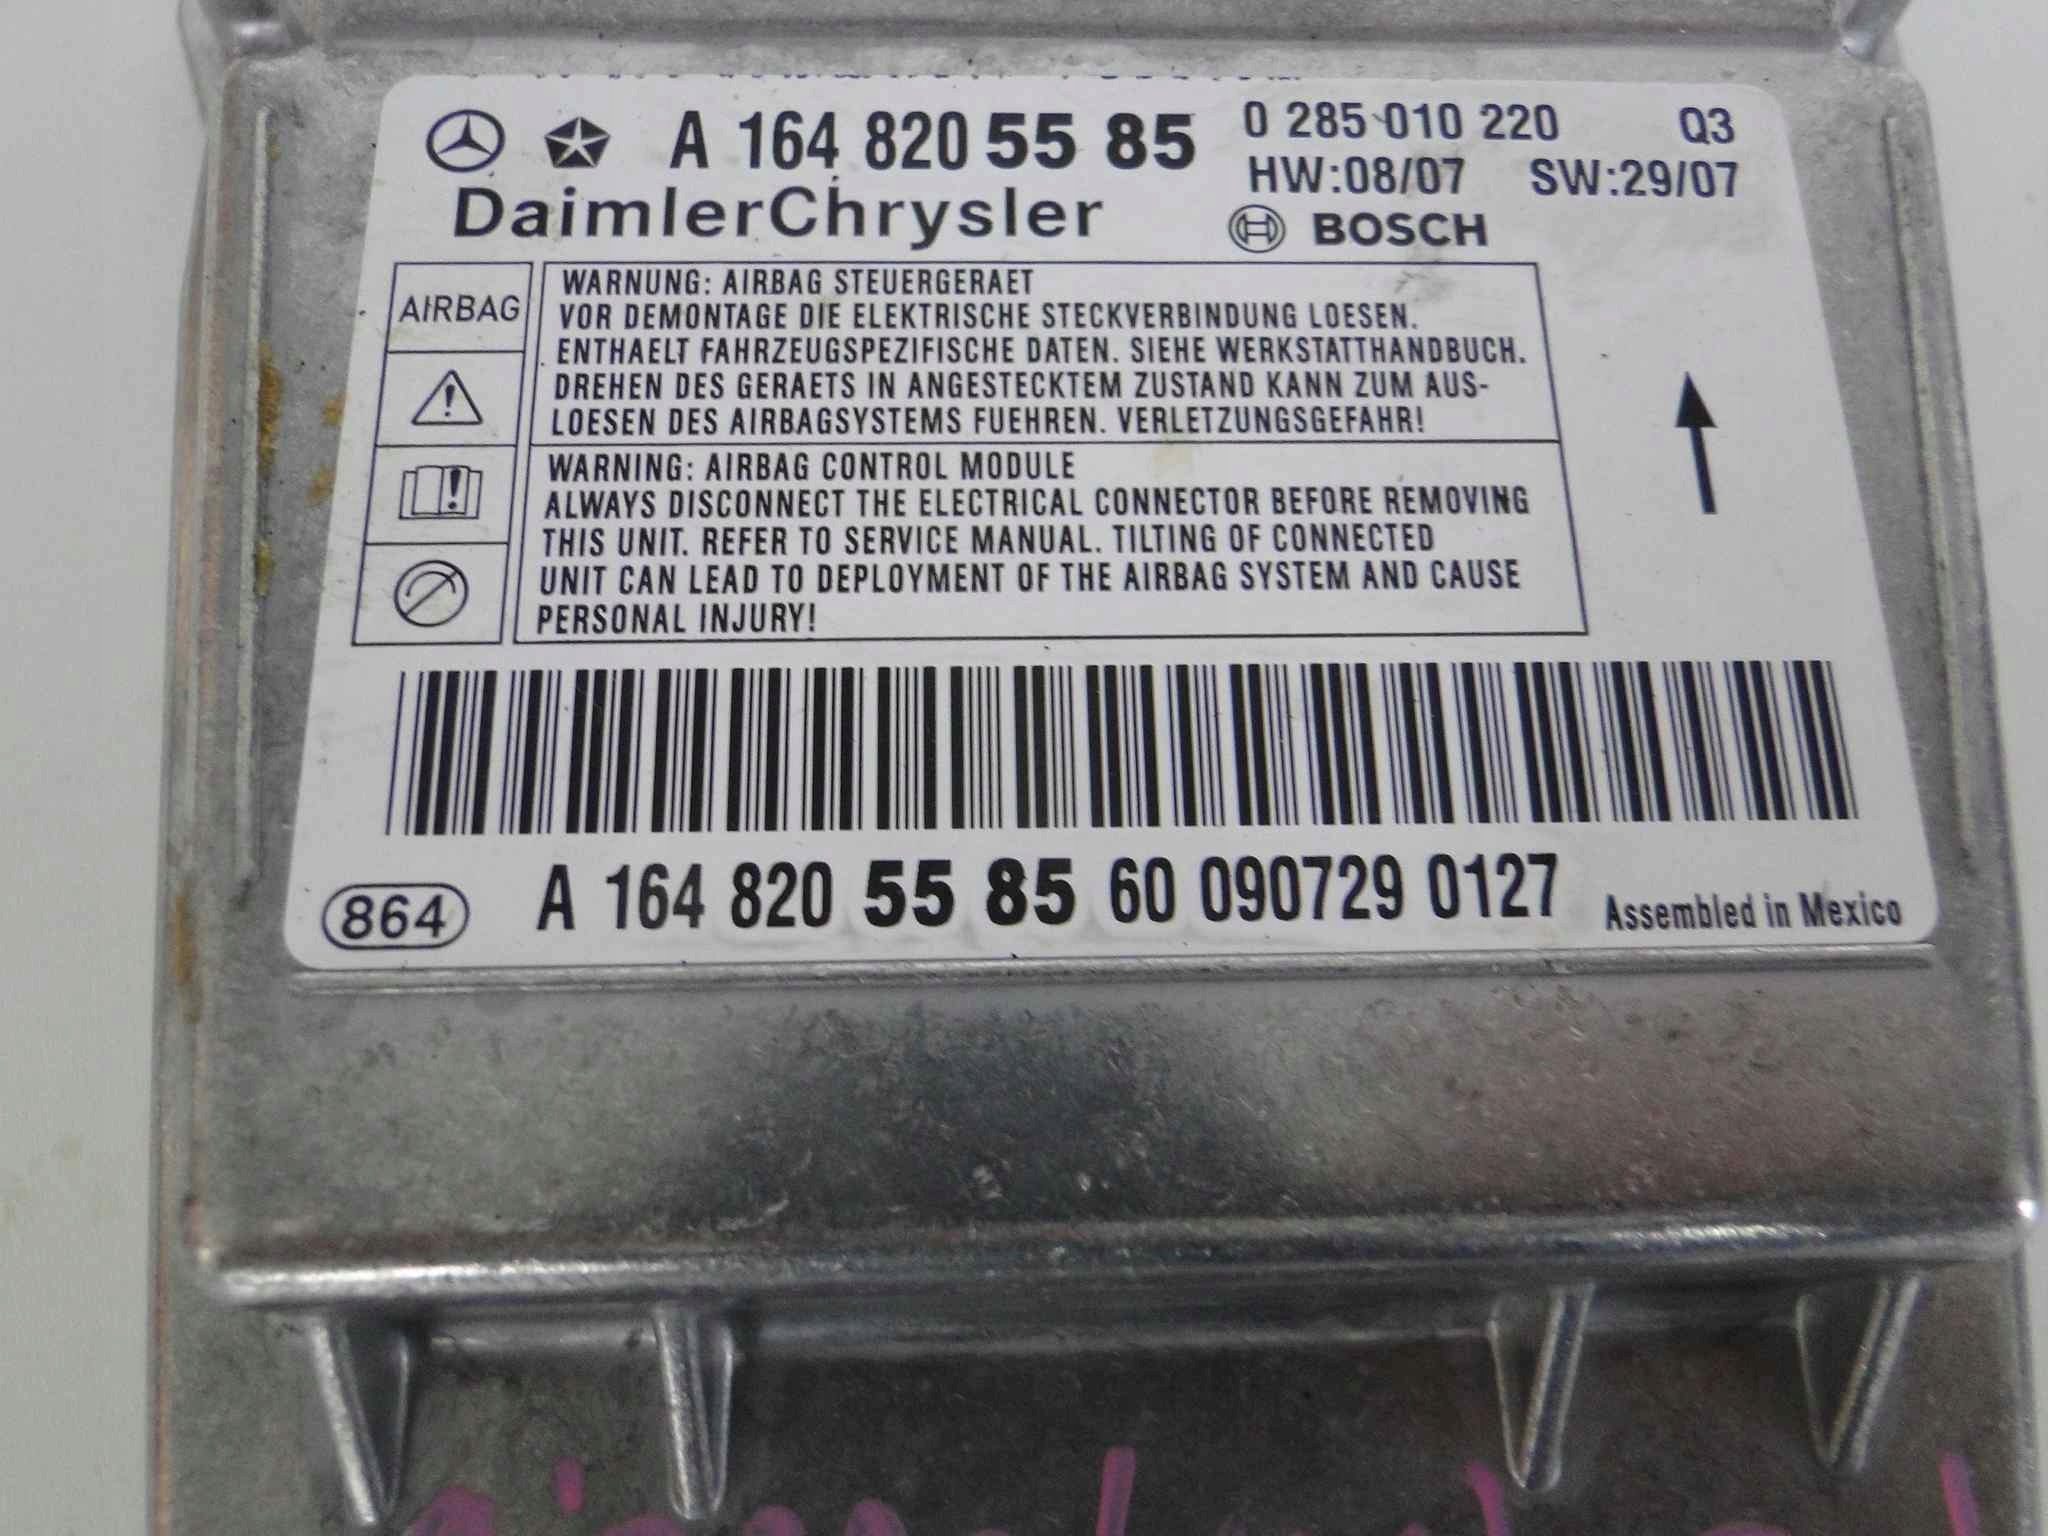 A 164 820 55 85
0 285 010 220 Q3
HW:08/07 SW:29/07
DaimlerChrysler
BOSCH
AIRBAG
WARNUNG: AIRBAG STEUERGERAET
VOR DEMONTAGE DIE ELEKTRISCHE STECKVERBINDUNG LOESEN.
ENTHAELT FAHRZEUGSPEZIFISCHE DATEN. SIEHE WERKSTATTHANDBUCH.
DREHEN DES GERAETS IN ANGESTECKTEM ZUSTAND KANN ZUM AUS-
LOESEN DES AIRBAGSYSTEMS FUEHREN. VERLETZUNGSGEFAHR!
WARNING: AIRBAG CONTROL MODULE
ALWAYS DISCONNECT THE ELECTRICAL CONNECTOR BEFORE REMOVING
THIS UNIT. REFER TO SERVICE MANUAL. TILTING OF CONNECTED
UNIT CAN LEAD TO DEPLOYMENT OF THE AIRBAG SYSTEM AND CAUSE
PERSONAL INJURY!
864
A 164 820 55 85 60 090729 0127
Assembled in Mexico